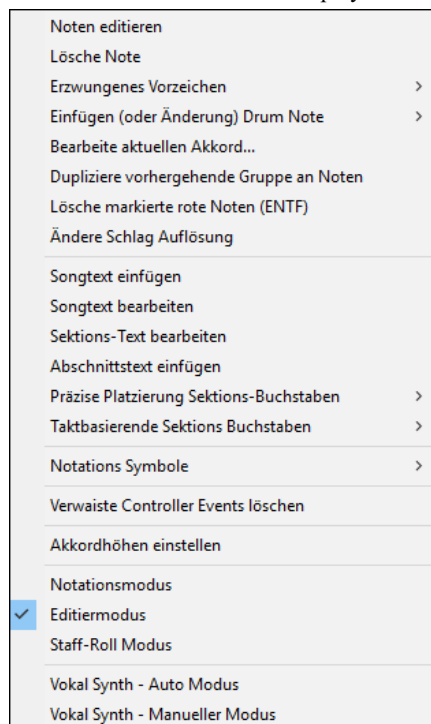 Noten editieren
Lösche Note
Erzwungenes Vorzeichen
Einfügen (oder Änderung) Drum Note
Bearbeite aktuellen Akkord...
Dupliziere vorhergehende Gruppe an Noten
Lösche markierte rote Noten (ENTF)
Ändere Schlag Auflösung
Songtext einfügen
Songtext bearbeiten
Sektions-Text bearbeiten
Abschnittstext einfügen
Präzise Platzierung Sektions-Buchstaben
Taktbasierende Sektions Buchstaben
Notations Symbole
Verwaiste Controller Events löschen
Akkordhöhen einstellen
Notationsmodus
Editiermodus
Staff-Roll Modus
Vokal Synth - Auto Modus
Vokal Synth - Manueller Modus